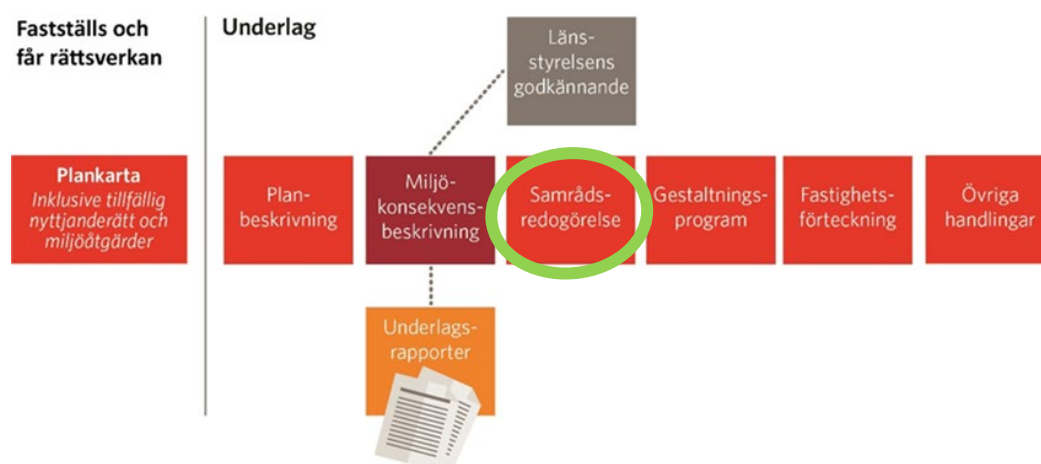 Fastställs och
får rättsverkan
Underlag
Läns-
styrelsens
godkännande
Plankarta
Inklusive tillfällig
nyttjanderätt och
miljöåtgärder
Plan-
beskrivning
Miljö-
konsekvens-
beskrivning
Samråds-
redogörelse
Gestaltnings-
program
Fastighets-
förteckning
Övriga
handlingar
Underlags-
rapporter